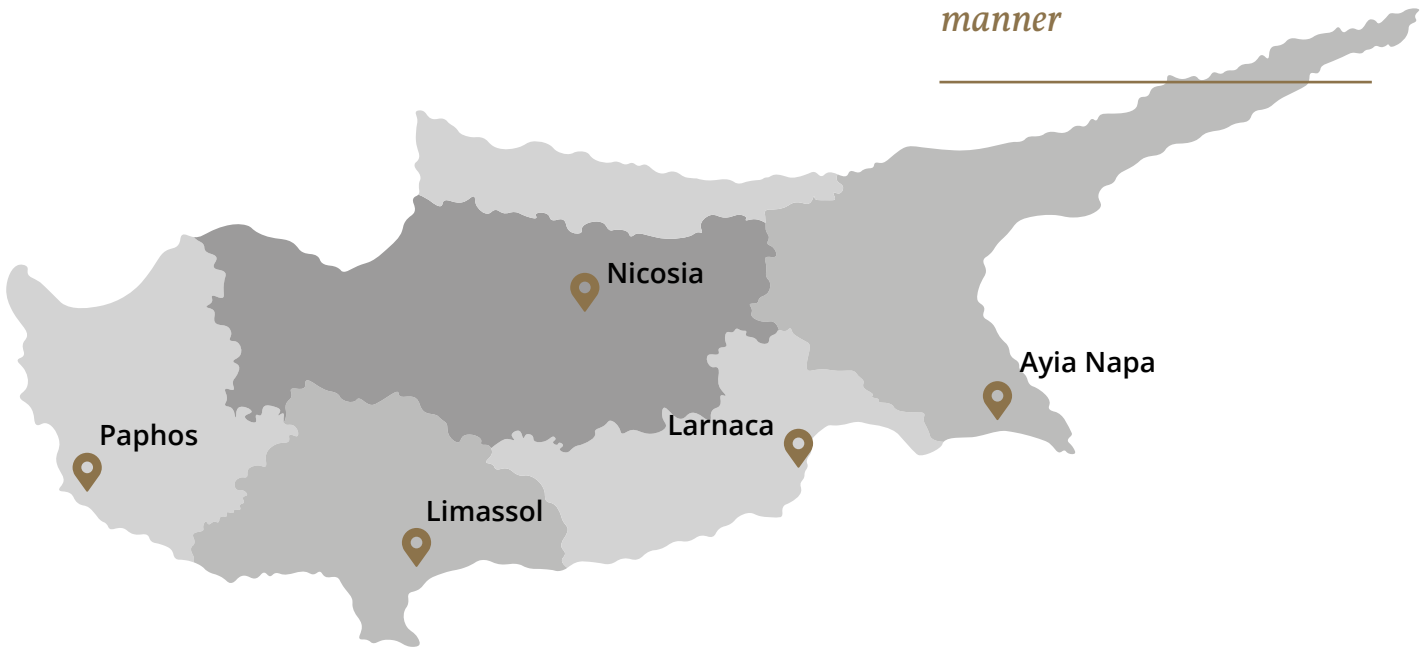 manner
Nicosia
Ayia Napa
Larnaca
Paphos
Limassol